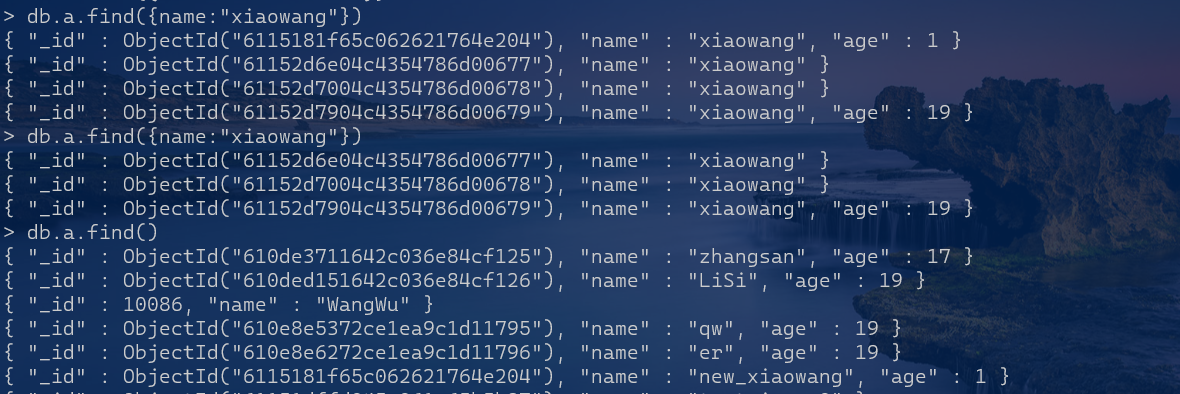 > db.a.find({name:"xiaowang"})
{ "_id" : ObjectId("6115181f65c062621764e204"), "name" : "xiaowang", "age" : 1 }
{ "_id" : ObjectId("61152d6e04c4354786d00677"), "name" : "xiaowang" }
{ "_id" : ObjectId("61152d7004c4354786d00678"), "name" : "xiaowang" }
{ "_id" : ObjectId("61152d7904c4354786d00679"), "name" : "xiaowang", "age" : 19 }
> db.a.find({name:"xiaowang"})
{ "_id" : ObjectId("61152d6e04c4354786d00677"), "name" : "xiaowang" }
{ "_id" : ObjectId("61152d7004c4354786d00678"), "name" : "xiaowang" }
{ "_id" : ObjectId("61152d7904c4354786d00679"), "name" : "xiaowang", "age" : 19 }
> db.a.find()
{ "_id" : ObjectId("610de3711642c036e84cf125"), "name" : "zhangsan", "age" : 17 }
{ "_id" : ObjectId("610ded151642c036e84cf126"), "name" : "LiSi", "age" : 19 }
{ "_id" : 10086, "name" : "WangWu" }
{ "_id" : ObjectId("610e8e5372ce1ea9c1d11795"), "name" : "qw", "age" : 19 }
{ "_id" : ObjectId("610e8e6272ce1ea9c1d11796"), "name" : "er", "age" : 19 }
{ "_id" : ObjectId("6115181f65c062621764e204"), "name" : "new_xiaowang", "age" : 1 }